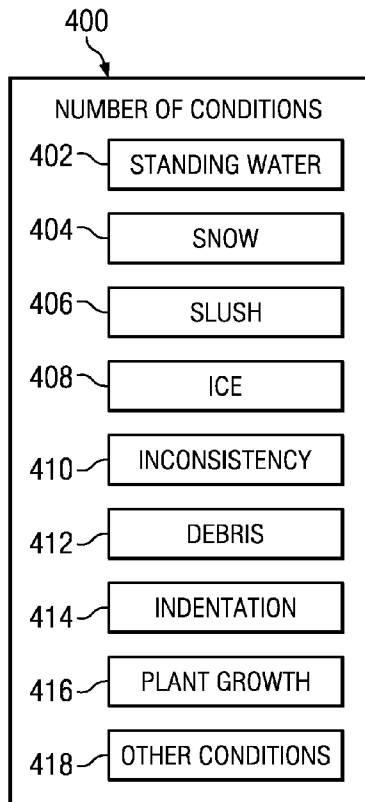 400
NUMBER OF CONDITIONS
402 STANDING WATER
404 SNOW
406 SLUSH
408 ICE
410 INCONSISTENCY
412 DEBRIS
414 INDENTATION
416 PLANT GROWTH
418 OTHER CONDITIONS